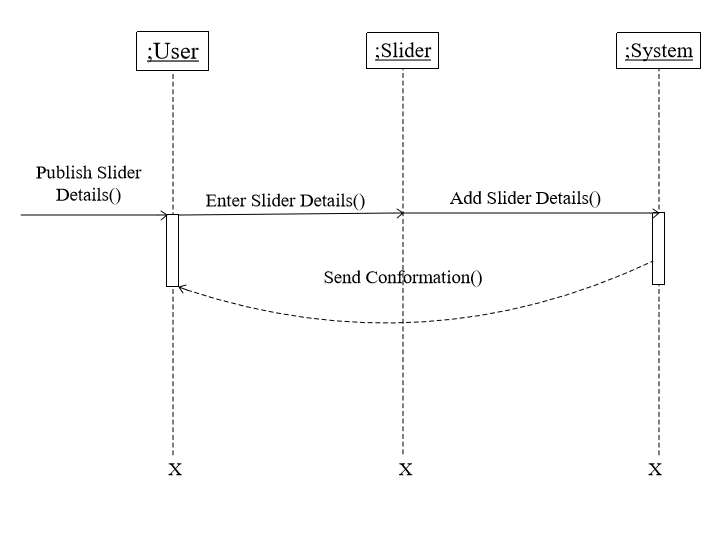 ;User
;Slider
;System
Publish Slider
Details()
Enter Slider Details()
Add Slider Details()
Send Conformation()
X
X
X